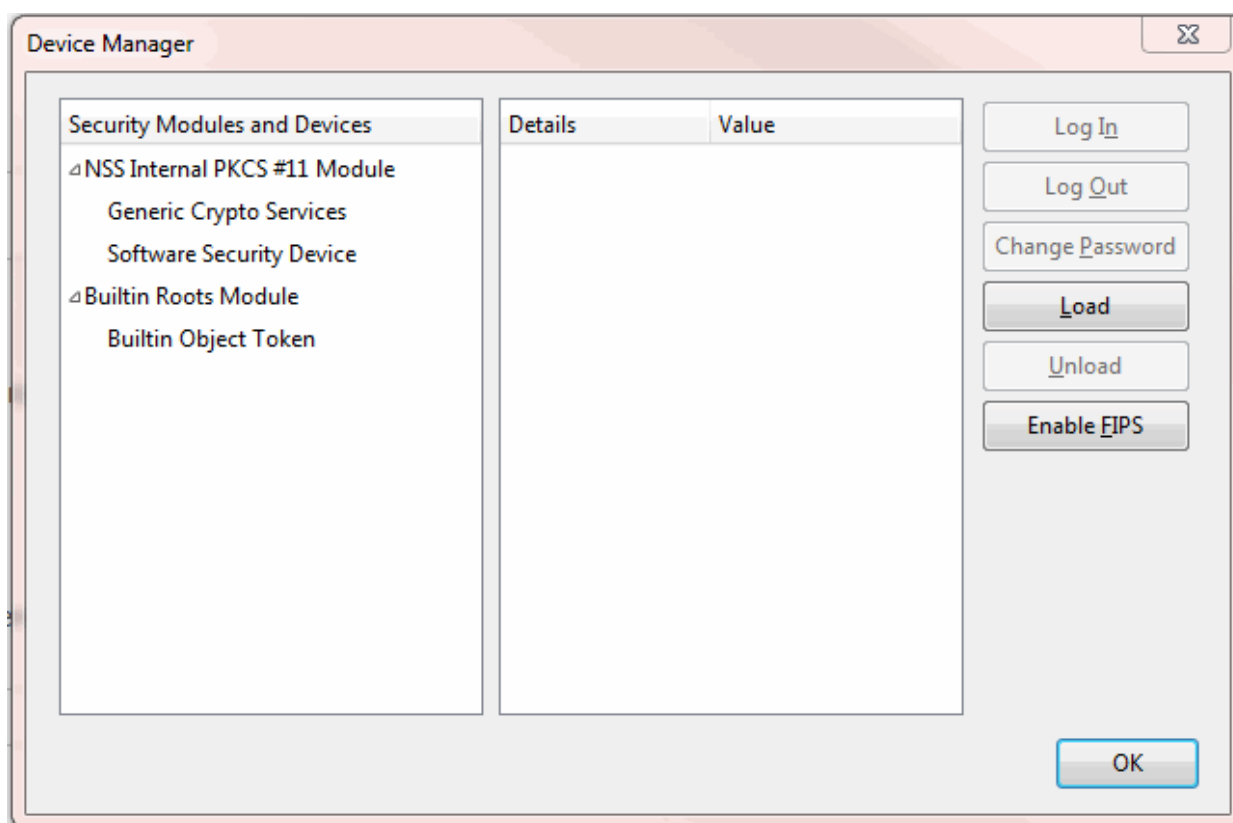 Device Manager
Security Modules and Devices
NSS Internal PKCS #11 Module
Generic Crypto Services
Software Security Device
Builtin Roots Module
Builtin Object Token
Details Value
Log In
Log Out
Change Password
Load
Unload
Enable FIPS
OK